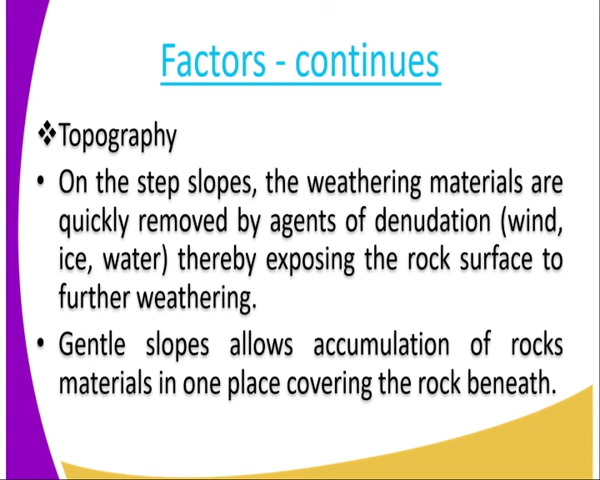 Factors - continues
❖Topography
• On the step slopes, the weathering materials are
quickly removed by agents of denudation (wind,
ice, water) thereby exposing the rock surface to
further weathering.
• Gentle slopes allows accumulation of rocks
materials in one place covering the rock beneath.